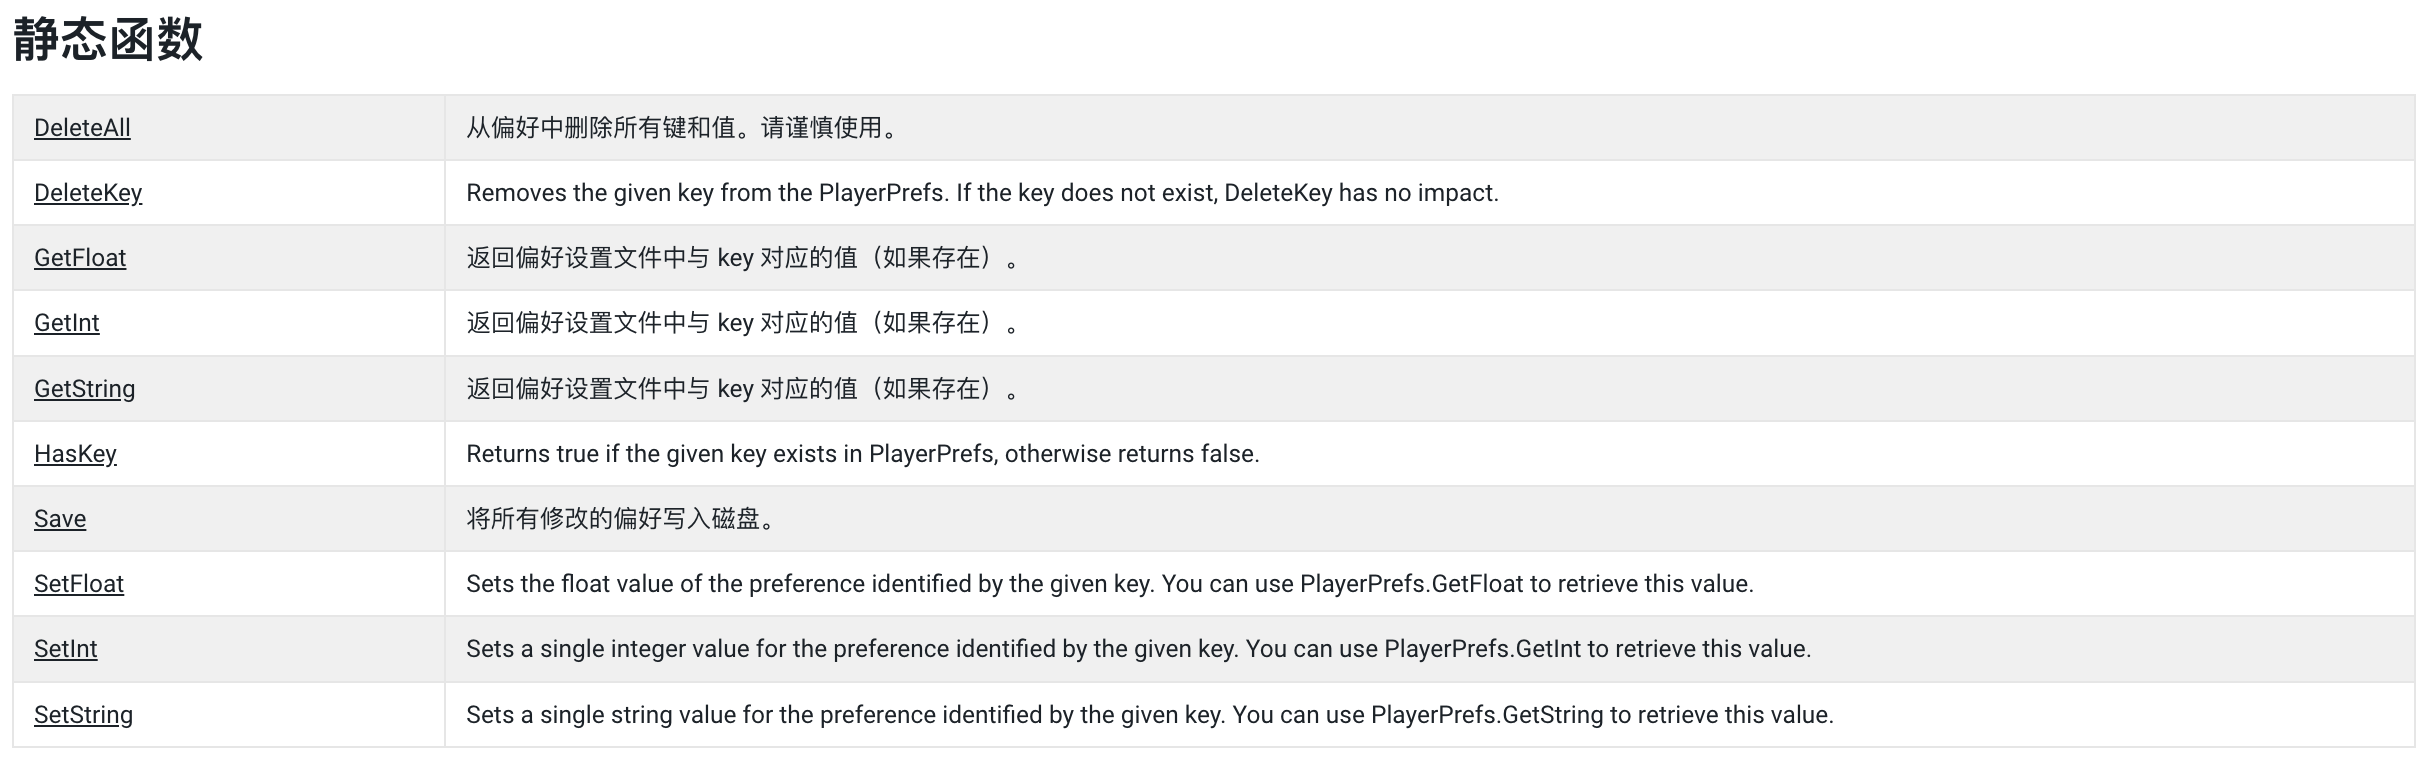 静态函数
DeleteAll
从偏好中删除所有键和值。请谨慎使用。
DeleteKey
Removes the given key from the PlayerPrefs. If the key does not exist, DeleteKey has no impact.
GetFloat
返回偏好设置文件中与 key 对应的值（如果存在）。
GetInt
返回偏好设置文件中与 key 对应的值（如果存在）。
GetString
返回偏好设置文件中与 key 对应的值（如果存在）。
HasKey
Returns true if the given key exists in PlayerPrefs, otherwise returns false.
Save
将所有修改的偏好写入磁盘。
SetFloat
Sets the float value of the preference identified by the given key. You can use PlayerPrefs.GetFloat to retrieve this value.
SetInt
Sets a single integer value for the preference identified by the given key. You can use PlayerPrefs.GetInt to retrieve this value.
SetString
Sets a single string value for the preference identified by the given key. You can use PlayerPrefs.GetString to retrieve this value.